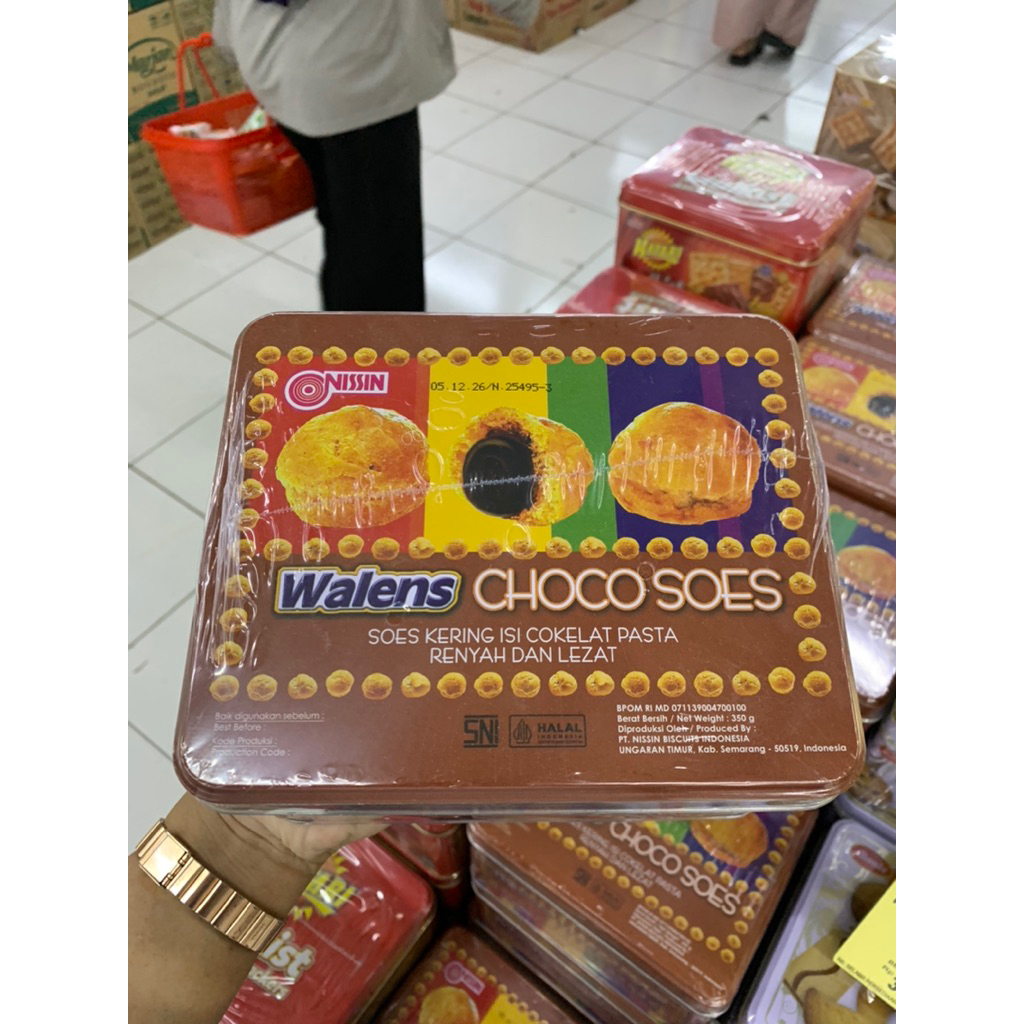 NISSIN
05.12.26/N.25495-3
Walens CHOCO SOES
SOES KERING ISI COKELAT PASTA
RENYAH DAN LEZAT
Baik digunakan sebelum :
Best Before :
Kode Produksi :
Production Code :
SNI
HALAL
INDONESIA
BPOM RI MD 071139004700100
Berat Bersih / Net Weight : 350 g
Diproduksi Oleh / Produced By :
PT. NISSIN BISCUITS INDONESIA
UNGARAN TIMUR, Kab. Semarang - 50519, Indonesia
CHOCO SOES